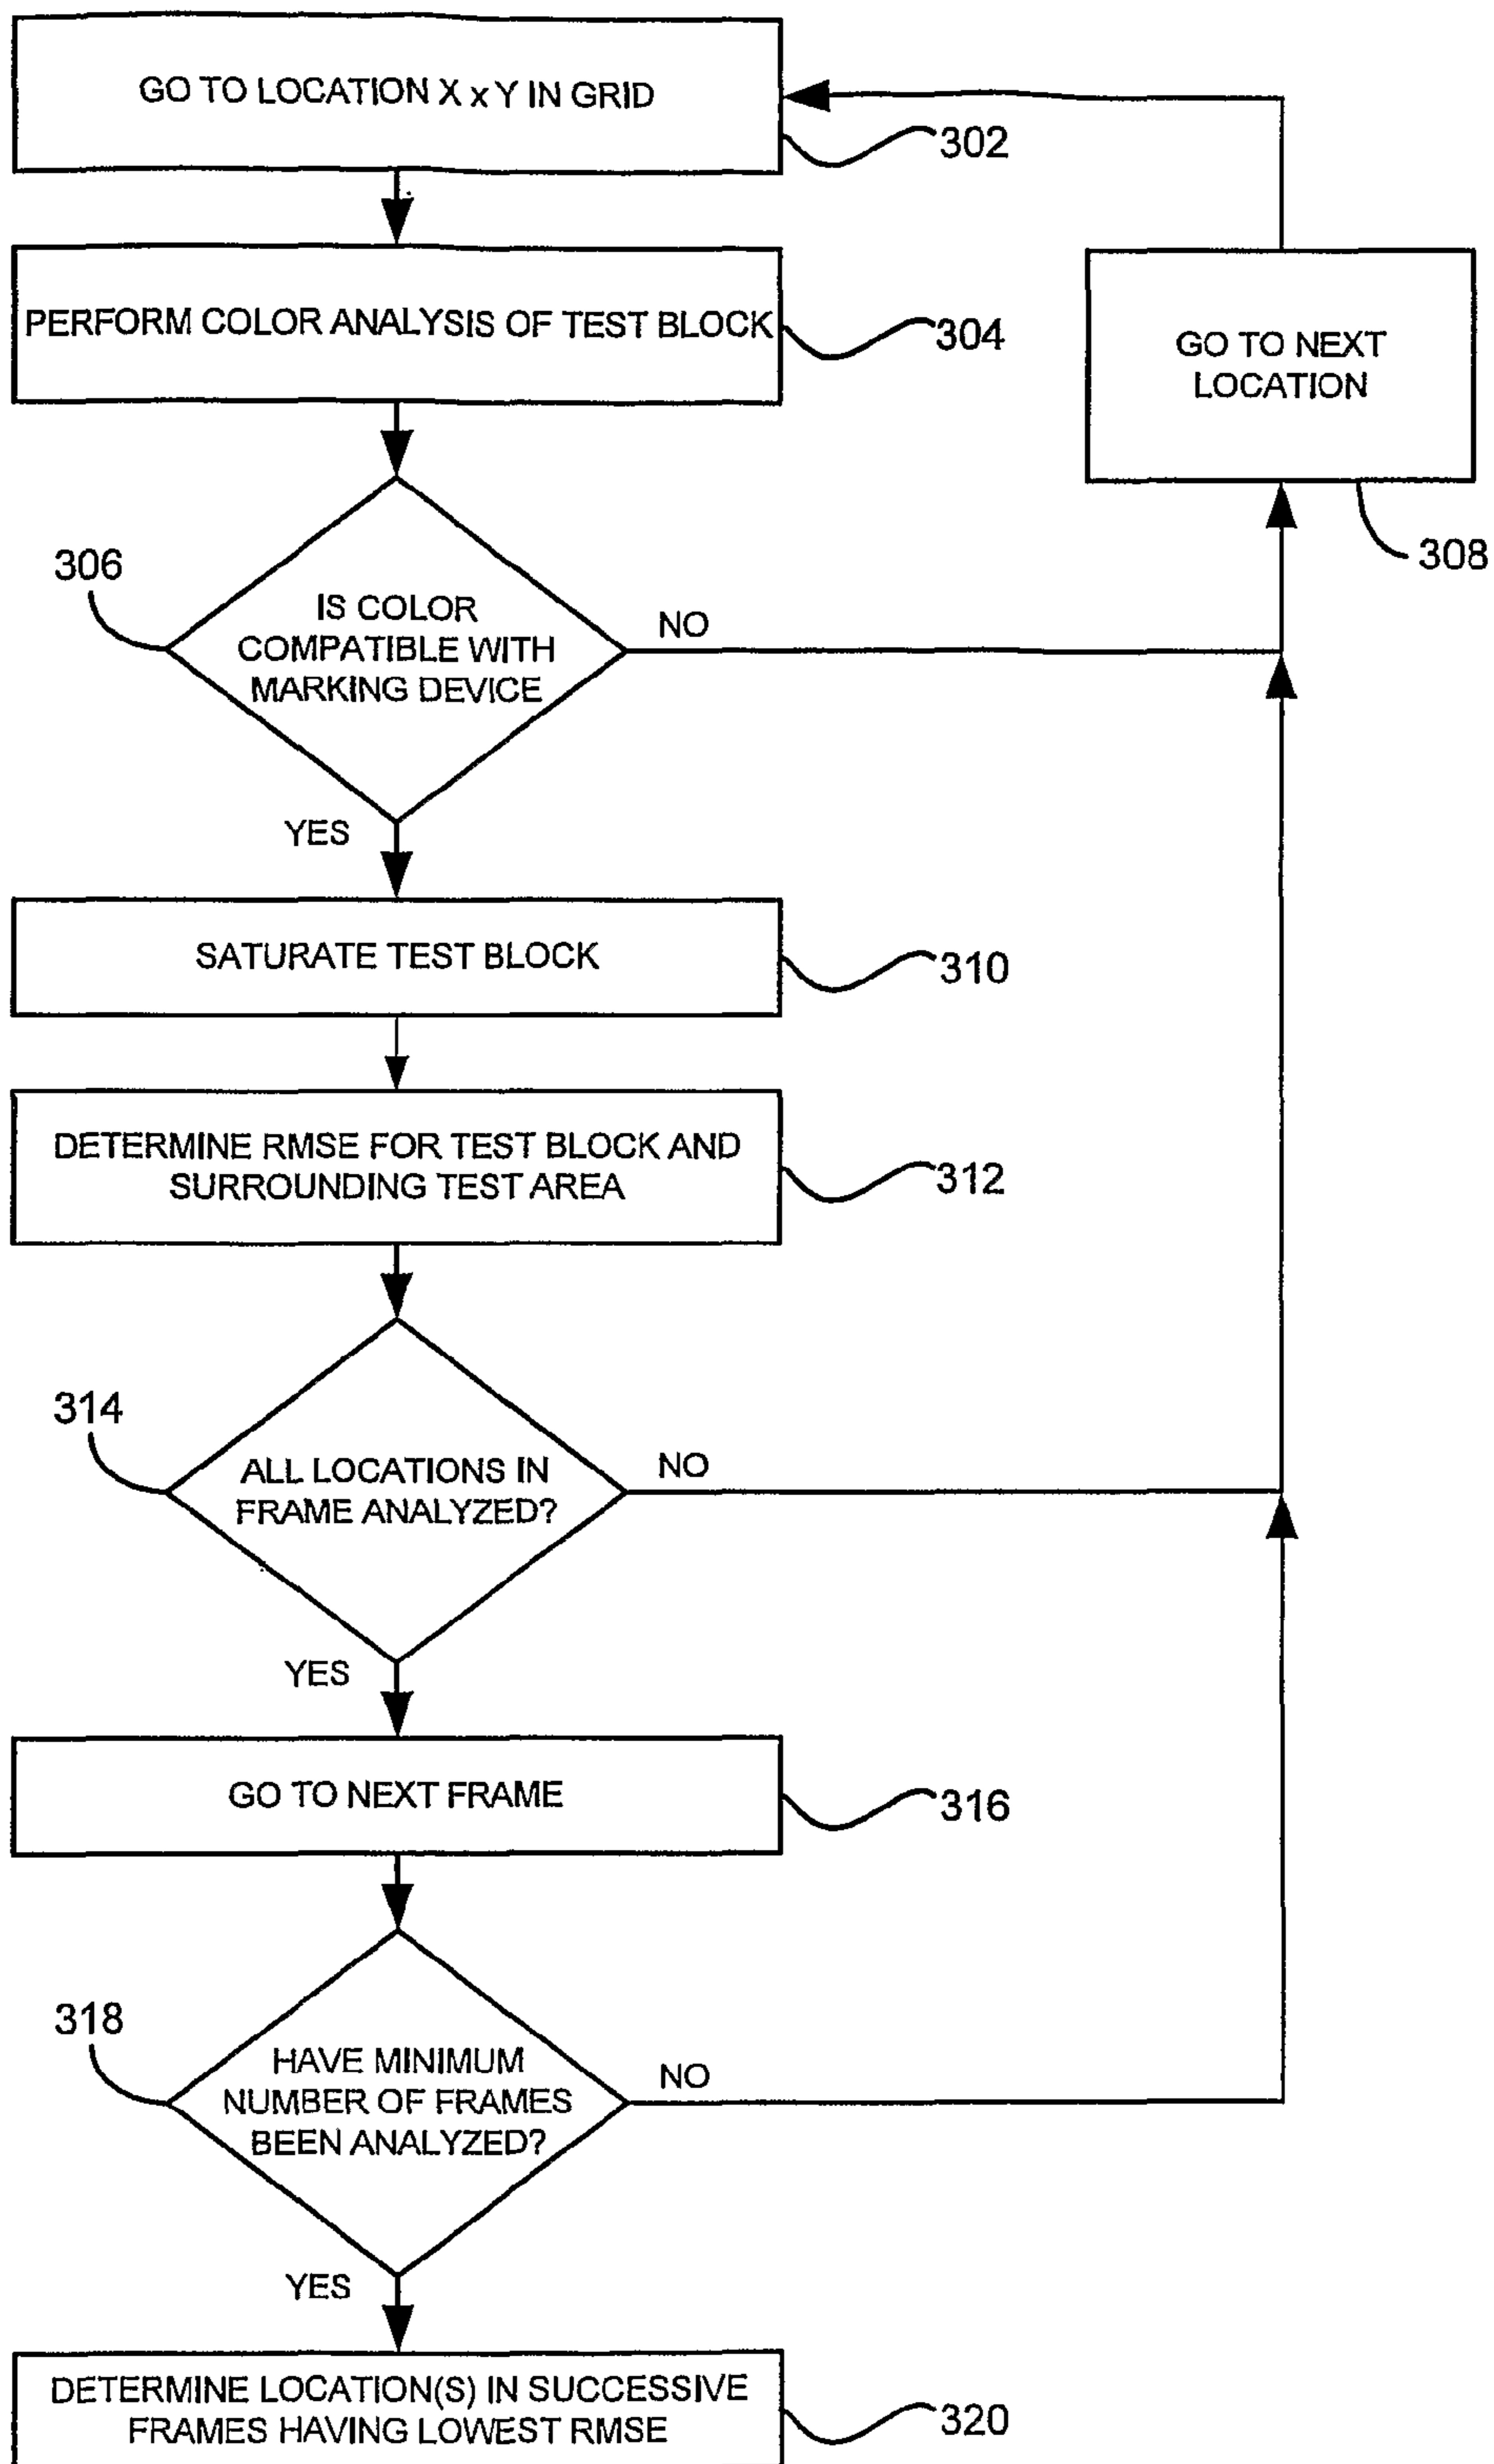 GO TO LOCATION X x Y IN GRID
302
PERFORM COLOR ANALYSIS OF TEST BLOCK
304
GO TO NEXT
LOCATION
308
306
IS COLOR
COMPATIBLE WITH
MARKING DEVICE
NO
YES
SATURATE TEST BLOCK
310
DETERMINE RMSE FOR TEST BLOCK AND
SURROUNDING TEST AREA
312
314
ALL LOCATIONS IN
FRAME ANALYZED?
NO
YES
GO TO NEXT FRAME
316
318
HAVE MINIMUM
NUMBER OF FRAMES
BEEN ANALYZED?
NO
YES
DETERMINE LOCATION(S) IN SUCCESSIVE
FRAMES HAVING LOWEST RMSE
320